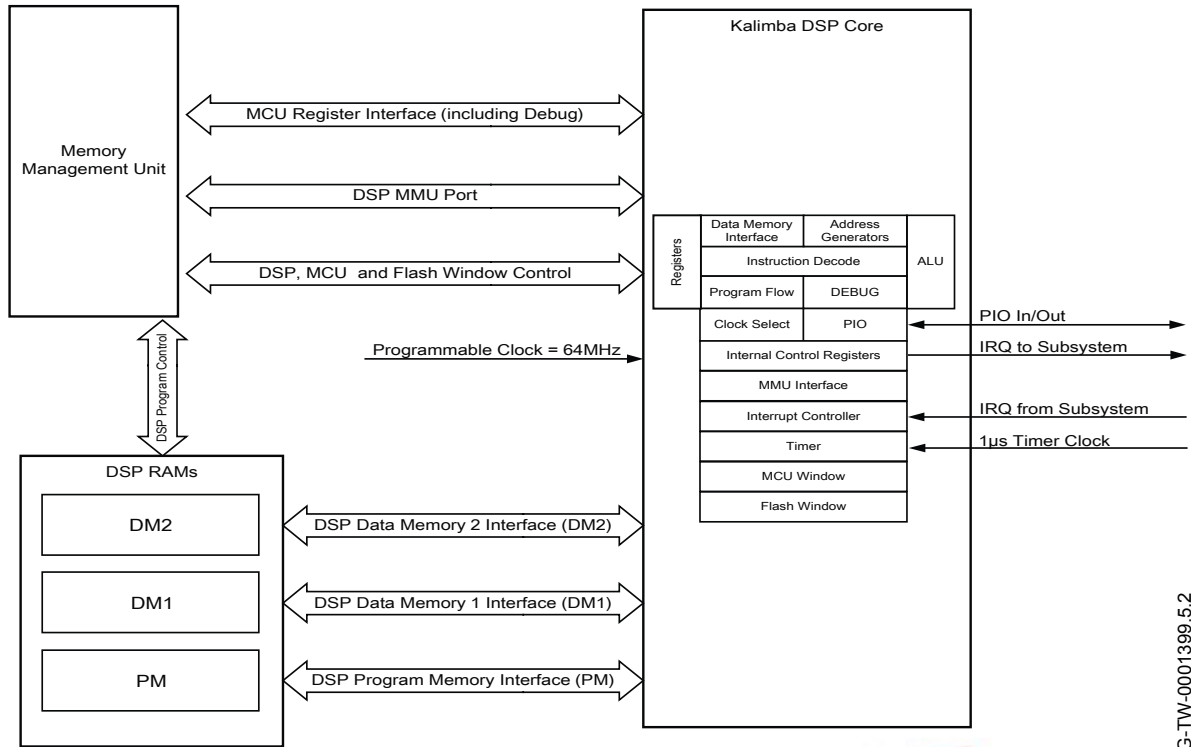 Kalimba DSP Core
Memory
Management Unit
MCU Register Interface (including Debug)
DSP MMU Port
DSP, MCU and Flash Window Control
Registers
Data Memory
Interface
Address
Generators
Instruction Decode
ALU
Program Flow
DEBUG
Clock Select
PIO
PIO In/Out
Programmable Clock = 64MHz
Internal Control Registers
IRQ to Subsystem
MMU Interface
Interrupt Controller
IRQ from Subsystem
Timer
1µs Timer Clock
MCU Window
Flash Window
DSP Program Control
DSP RAMs
DM2
DSP Data Memory 2 Interface (DM2)
DM1
DSP Data Memory 1 Interface (DM1)
PM
DSP Program Memory Interface (PM)
G-TW-0001399.5.2